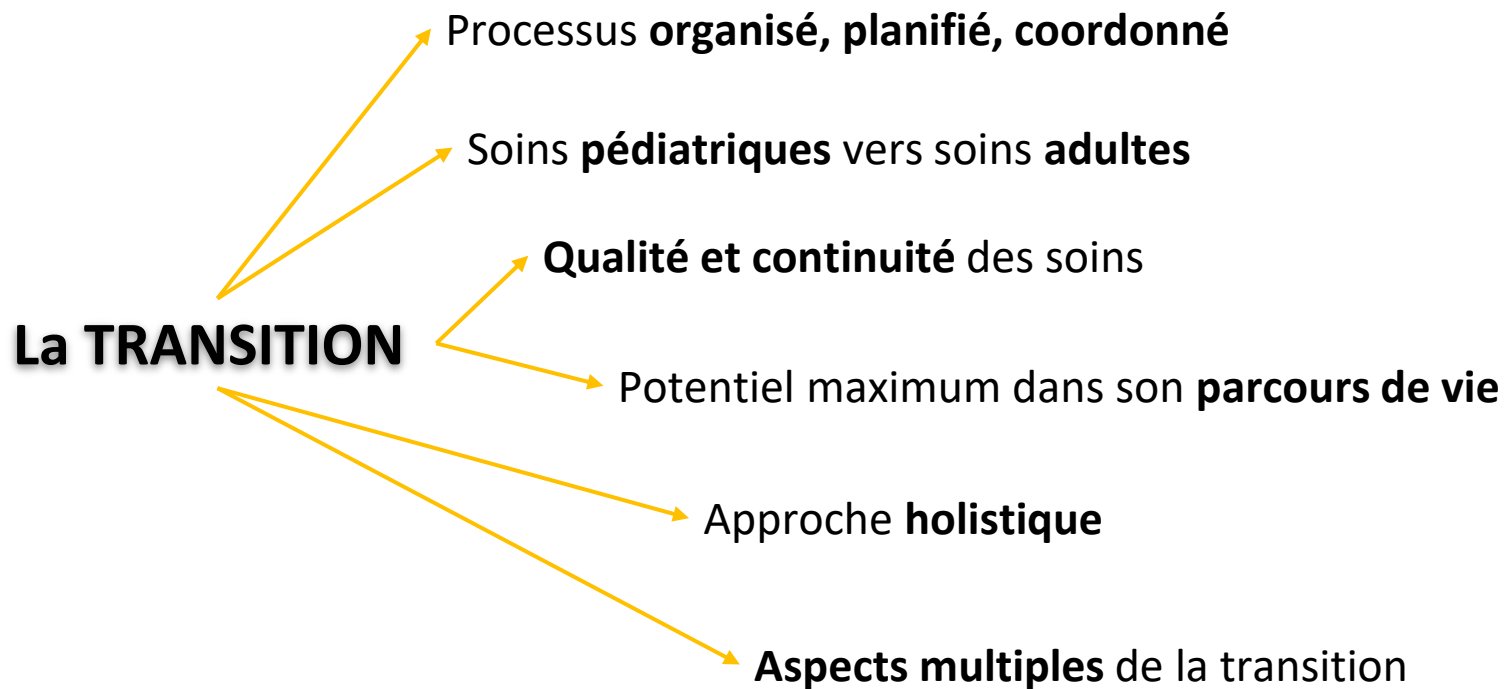 Processus organisé, planifié, coordonné
Soins pédiatriques vers soins adultes
Qualité et continuité des soins
La TRANSITION
Potentiel maximum dans son parcours de vie
Approche holistique
Aspects multiples de la transition